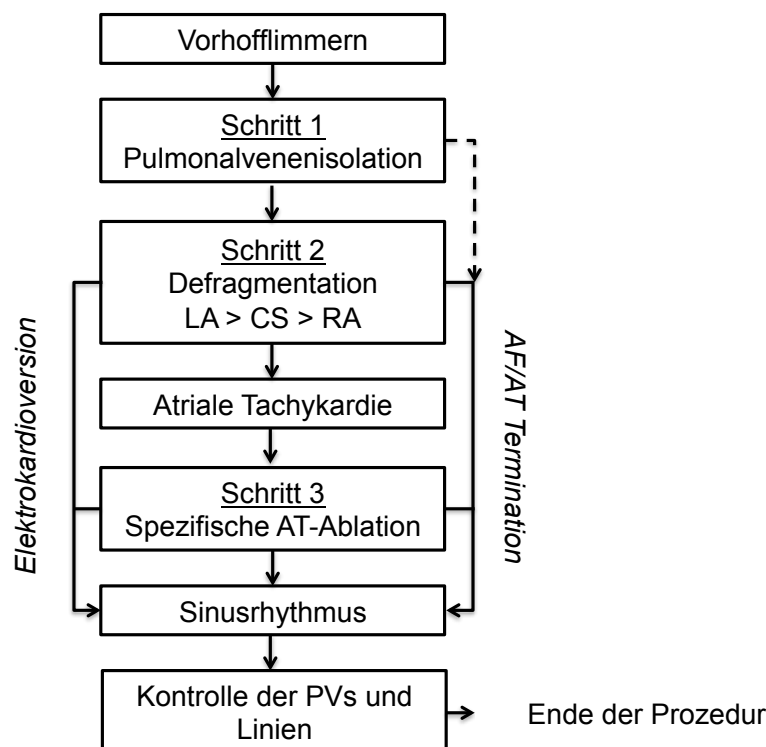 Vorhofflimmern
Schritt 1
Pulmonalvenenisolation
Schritt 2
Defragmentation
LA > CS > RA
Elektrokardioversion
AF/AT Termination
Atriale Tachykardie
Schritt 3
Spezifische AT-Ablation
Sinusrhythmus
Kontrolle der PVs und
Linien
Ende der Prozedur